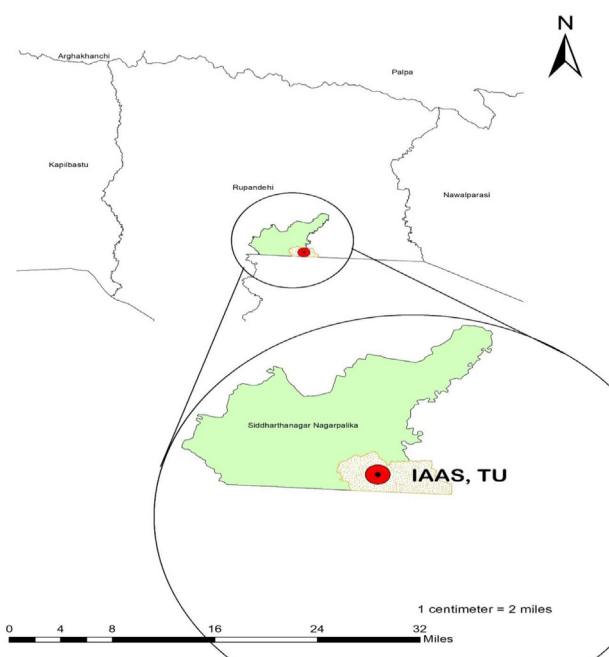 N
Arghakhanchi
Palpa
Kapilbastu
Rupandehi
Nawalparasi
Siddharthanagar Nagarpalika
IAAS, TU
1 centimeter = 2 miles
0 4 8 16 24 32
Miles